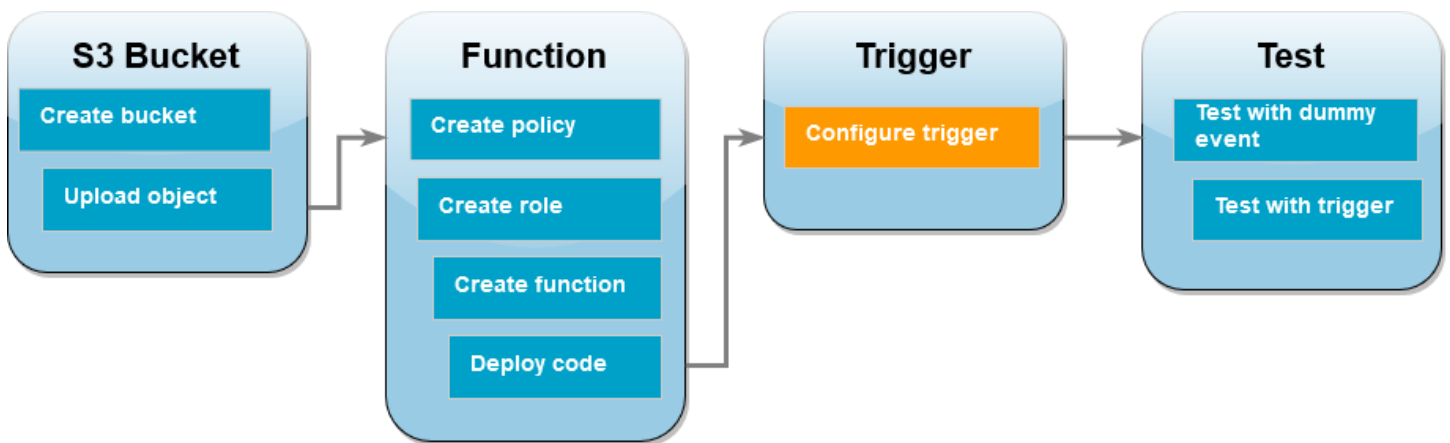 S3 Bucket
Create bucket
Upload object
Function
Create policy
Create role
Create function
Deploy code
Trigger
Configure trigger
Test
Test with dummy
event
Test with trigger